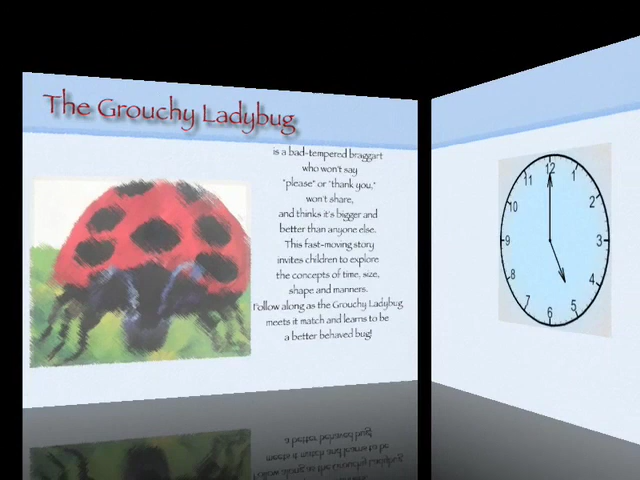 The Grouchy Ladybug
is a bad-tempered braggart
who won't say
"please" or "thank you,"
won't share,
and thinks it's bigger and
better than anyone else.
This fast-moving story
invites children to explore
the concepts of time, size,
shape and manners.
Follow along as the Grouchy Ladybug
meets it match and learns to be
a better behaved bug!
12
1
2
3
4
5
6
7
8
9
10
11